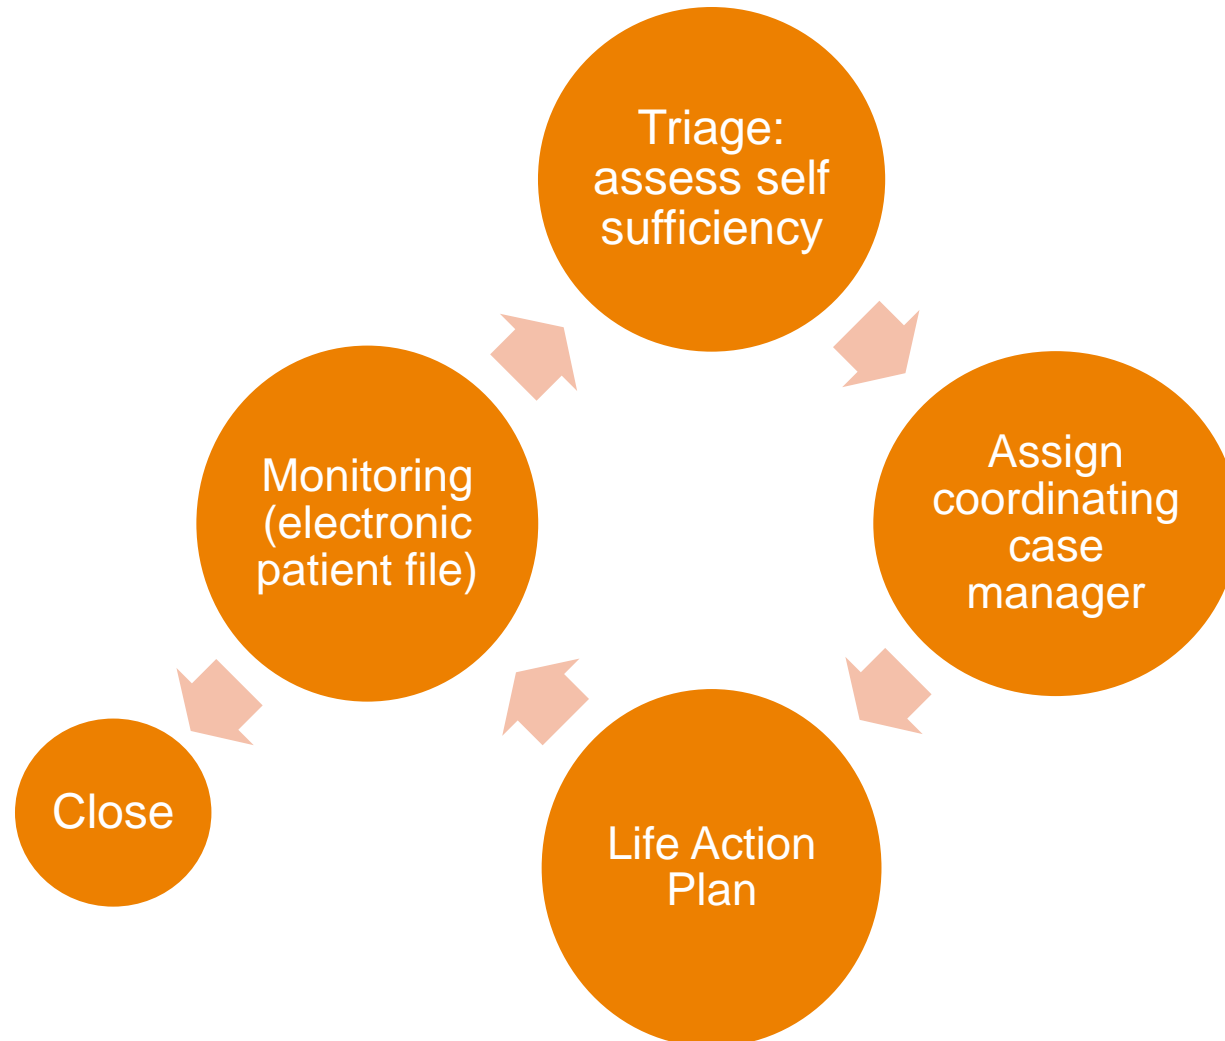 Triage:
assess self
sufficiency
Assign
coordinating
case
manager
Life Action
Plan
Monitoring
(electronic
patient file)
Close